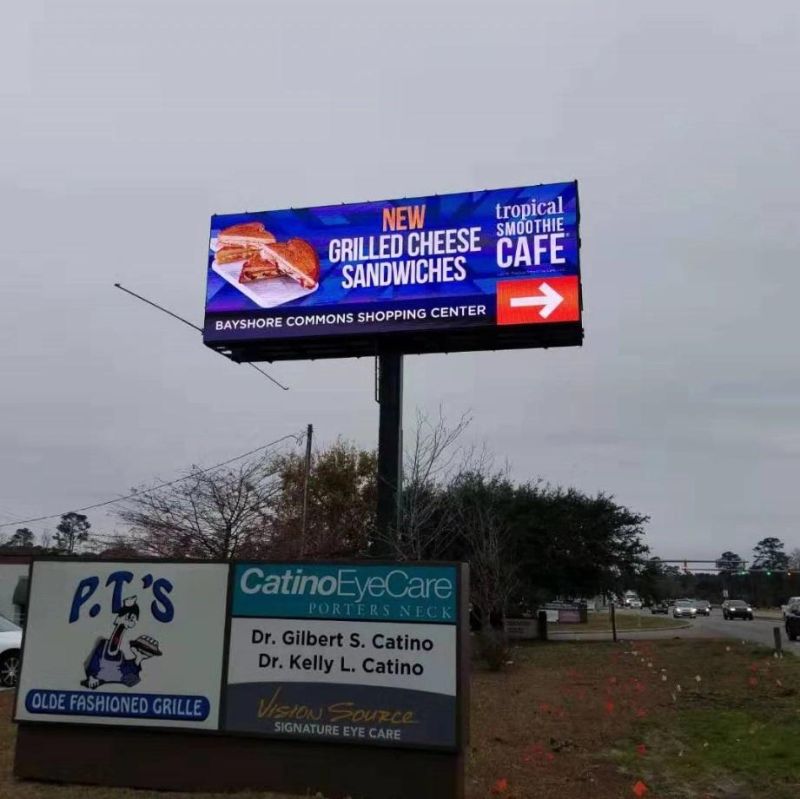 NEW
GRILLED CHEESE
SANDWICHES
tropical
SMOOTHIE
CAFE
BAYSHORE COMMONS SHOPPING CENTER
P.T.'S
OLDE FASHIONED GRILLE
CatinoEyeCare
PORTERS NECK
Dr. Gilbert S. Catino
Dr. Kelly L. Catino
VISION SOURCE
SIGNATURE EYE CARE